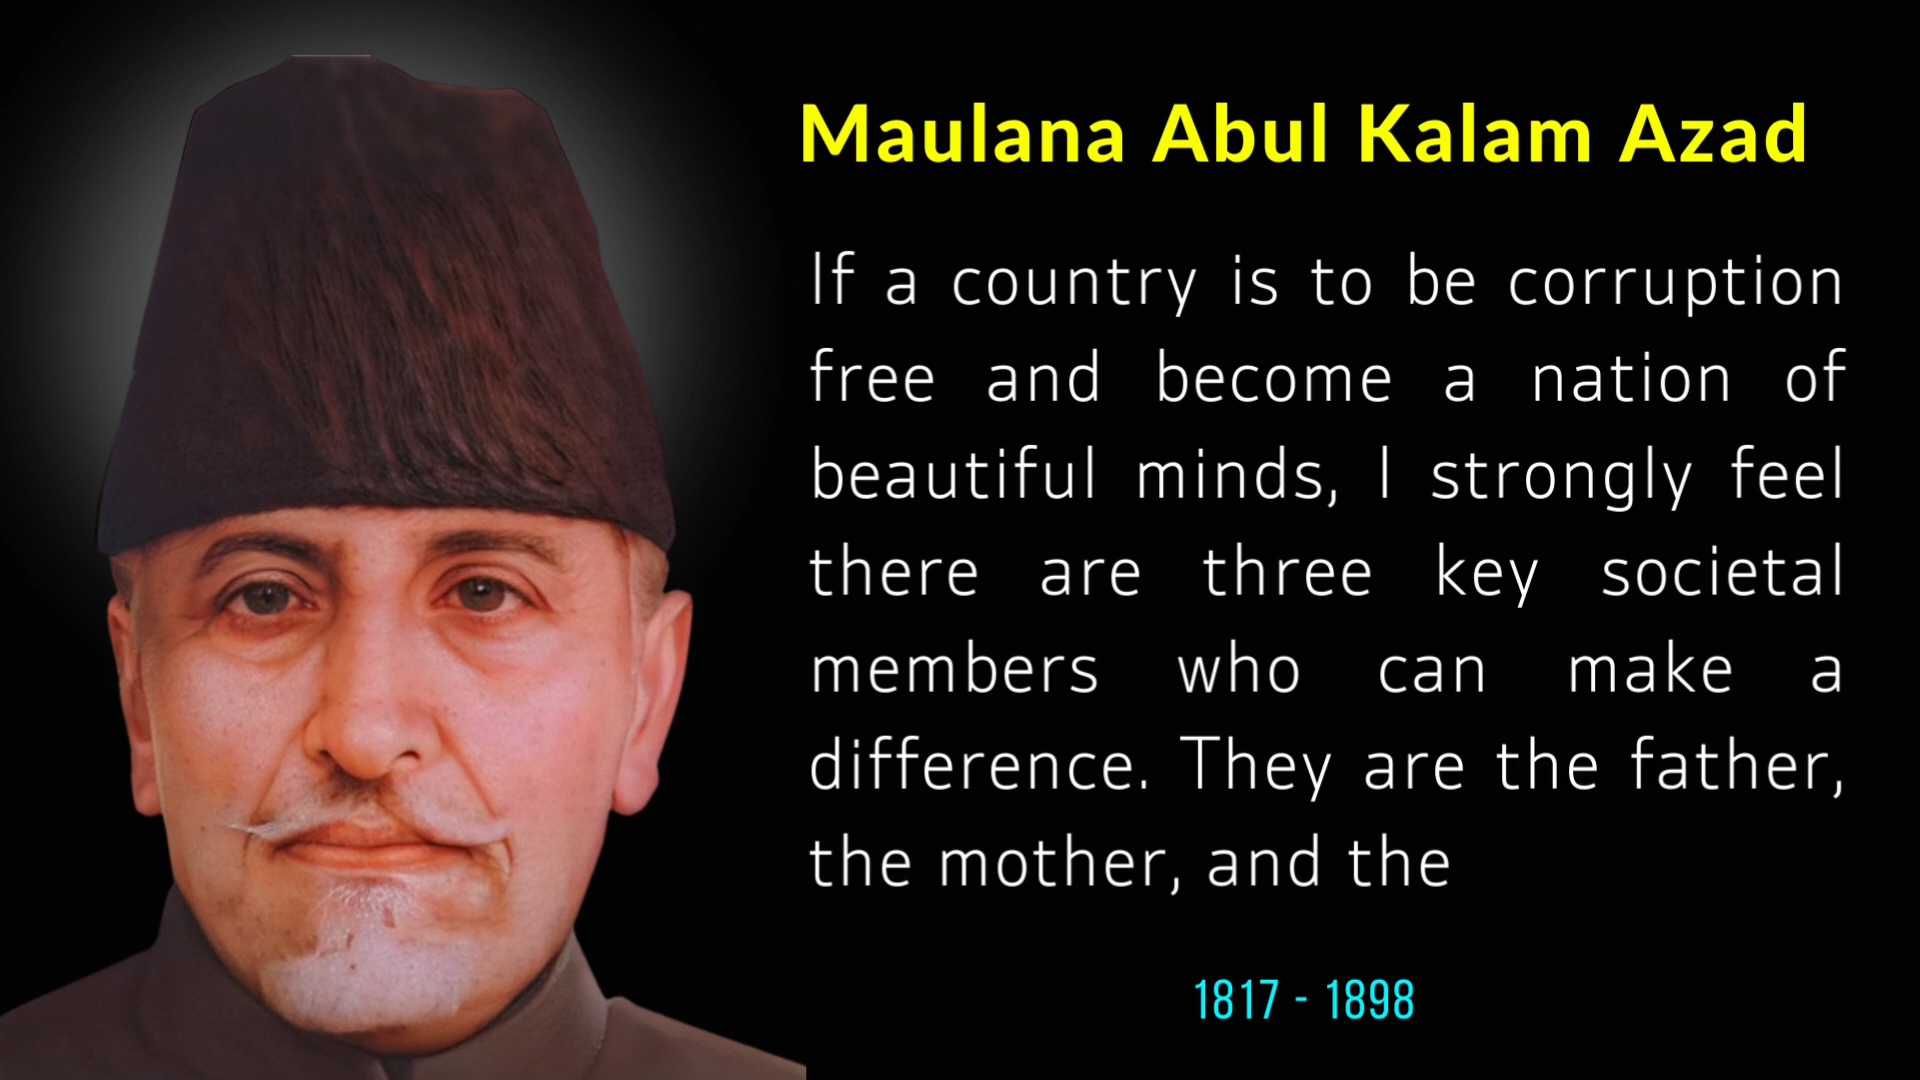 Maulana Abul Kalam Azad
If a country is to be corruption
free and become a nation of
beautiful minds, I strongly feel
there are three key societal
members who can make a
difference. They are the father,
the mother, and the
1817 - 1898